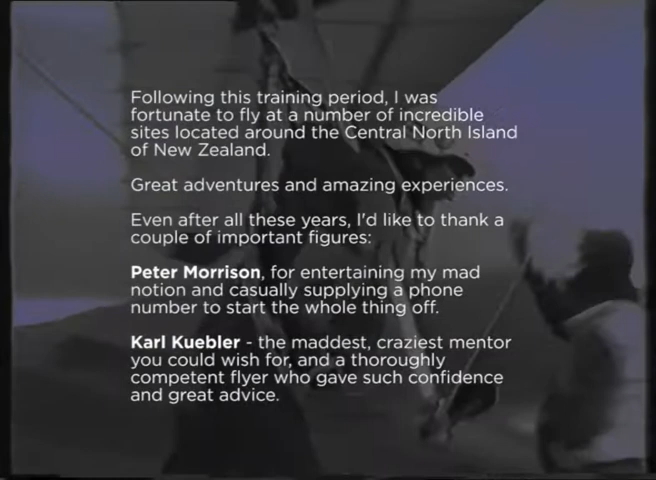 Following this training period, I was
fortunate to fly at a number of incredible
sites located around the Central North Island
of New Zealand.
Great adventures and amazing experiences.
Even after all these years, I'd like to thank a
couple of important figures:
Peter Morrison, for entertaining my mad
notion and casually supplying a phone
number to start the whole thing off.
Karl Kuebler - the maddest, craziest mentor
you could wish for, and a thoroughly
competent flyer who gave such confidence
and great advice.